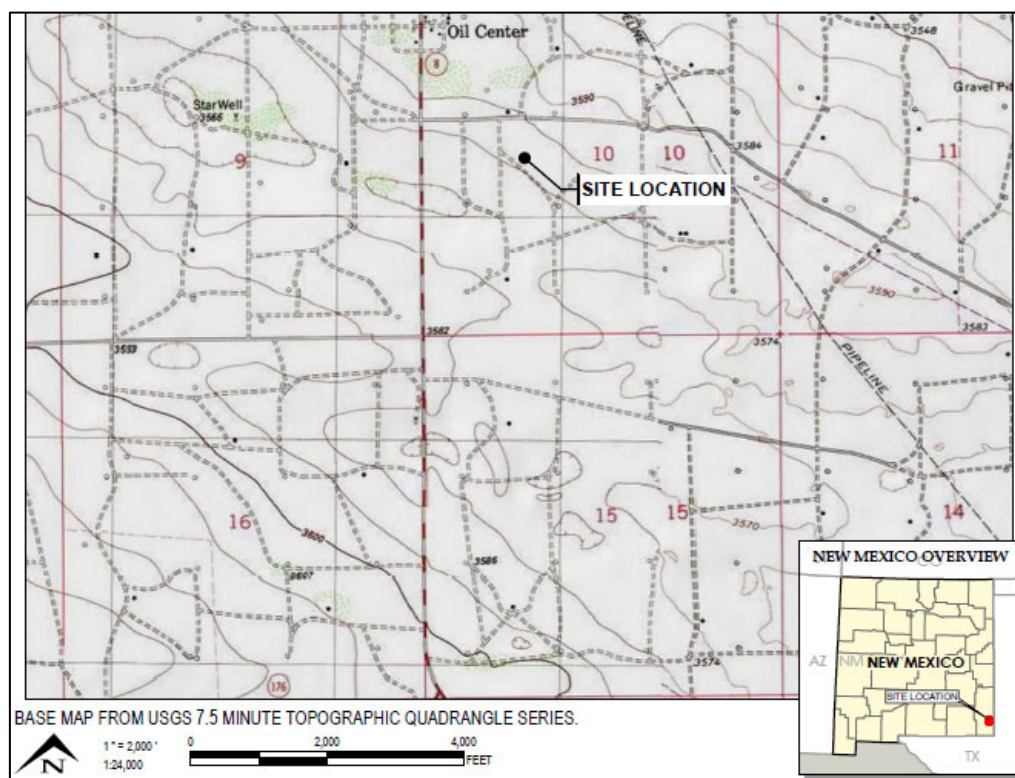 Oil Center
PIPELINE
3548
8
Gravel Pit
Star Well
3590
3566
3584
9
10
10
11
SITE LOCATION
3590
3582
3583
3574
3553
PIPELINE
16
15
15
3570
14
3600
3586
3607
3574
176
NEW MEXICO OVERVIEW
CO
AZ
NM
NEW MEXICO
SITE LOCATION
TX
BASE MAP FROM USGS 7.5 MINUTE TOPOGRAPHIC QUADRANGLE SERIES.
N
1 " = 2,000 '
1:24,000
0
2,000
4,000
FEET